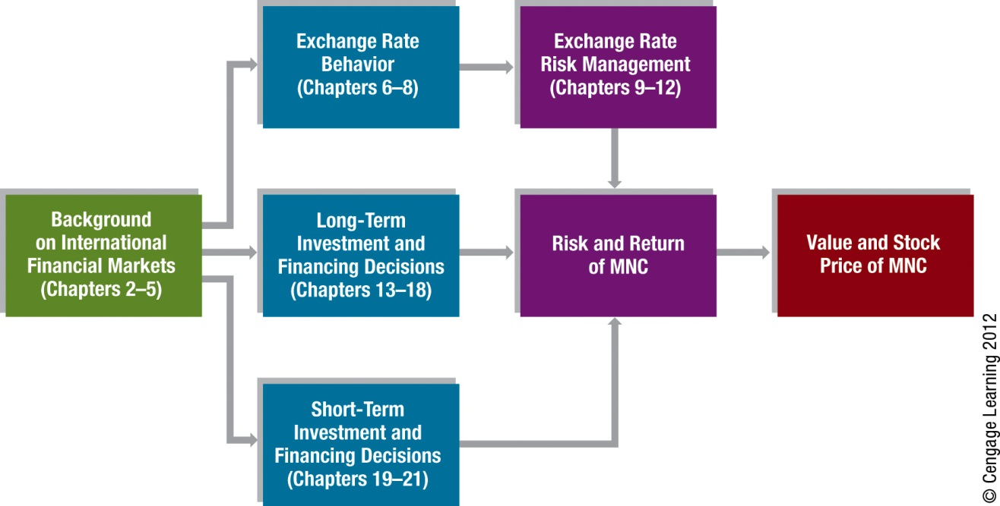 Exchange Rate
Behavior
(Chapters 6–8)
Exchange Rate
Risk Management
(Chapters 9–12)
Background
on International
Financial Markets
(Chapters 2–5)
Long-Term
Investment and
Financing Decisions
(Chapters 13–18)
Risk and Return
of MNC
Value and Stock
Price of MNC
Short-Term
Investment and
Financing Decisions
(Chapters 19–21)
© Cengage Learning 2012